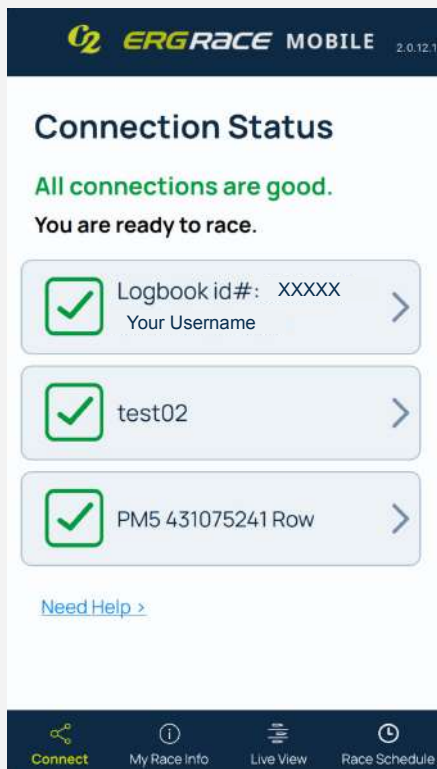 C2 ERGRACE MOBILE 2.0.12.1
Connection Status
All connections are good.
You are ready to race.
Logbook id#: XXXXX
Your Username
test02
PM5 431075241 Row
Need Help >
Connect My Race Info Live View Race Schedule